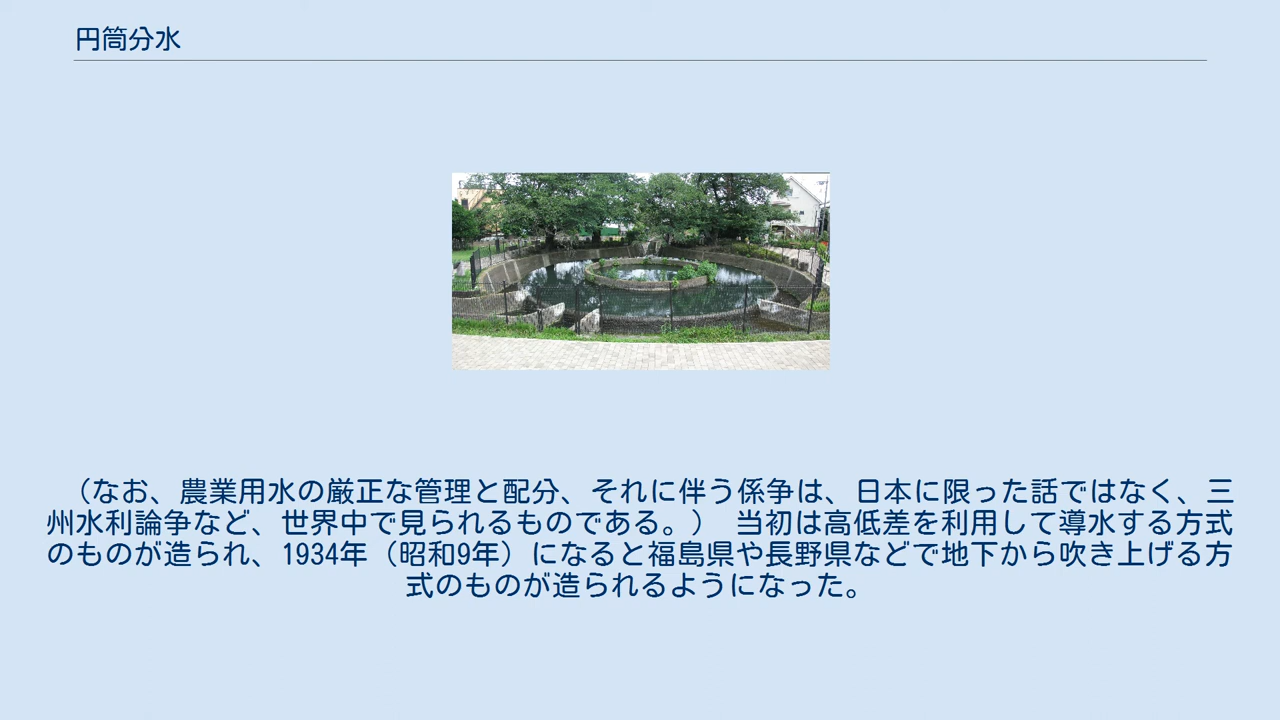 円筒分水
（なお、農業用水の厳正な管理と配分、それに伴う係争は、日本に限った話ではなく、三
州水利論争など、世界中で見られるものである。） 当初は高低差を利用して導水する方式
のものが造られ、1934年（昭和9年）になると福島県や長野県などで地下から吹き上げる方
式のものが造られるようになった。